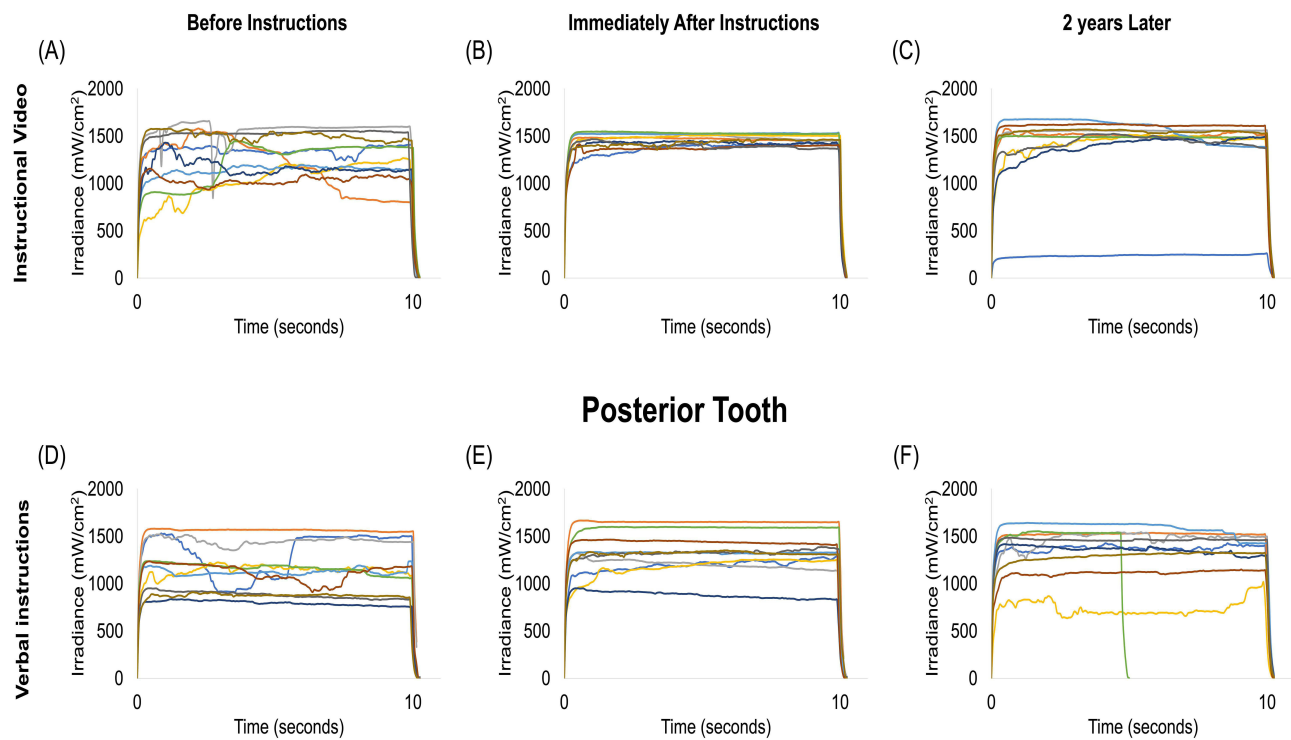 Before Instructions
Immediately After Instructions
2 years Later
Instructional Video
(A)
Irradiance (mW/cm²)
2000
1500
1000
500
0
0
10
Time (seconds)
(B)
Irradiance (mW/cm²)
2000
1500
1000
500
0
0
10
Time (seconds)
(C)
Irradiance (mW/cm²)
2000
1500
1000
500
0
0
10
Time (seconds)
Posterior Tooth
Verbal instructions
(D)
Irradiance (mW/cm²)
2000
1500
1000
500
0
0
10
Time (seconds)
(E)
Irradiance (mW/cm²)
2000
1500
1000
500
0
0
10
Time (seconds)
(F)
Irradiance (mW/cm²)
2000
1500
1000
500
0
0
10
Time (seconds)